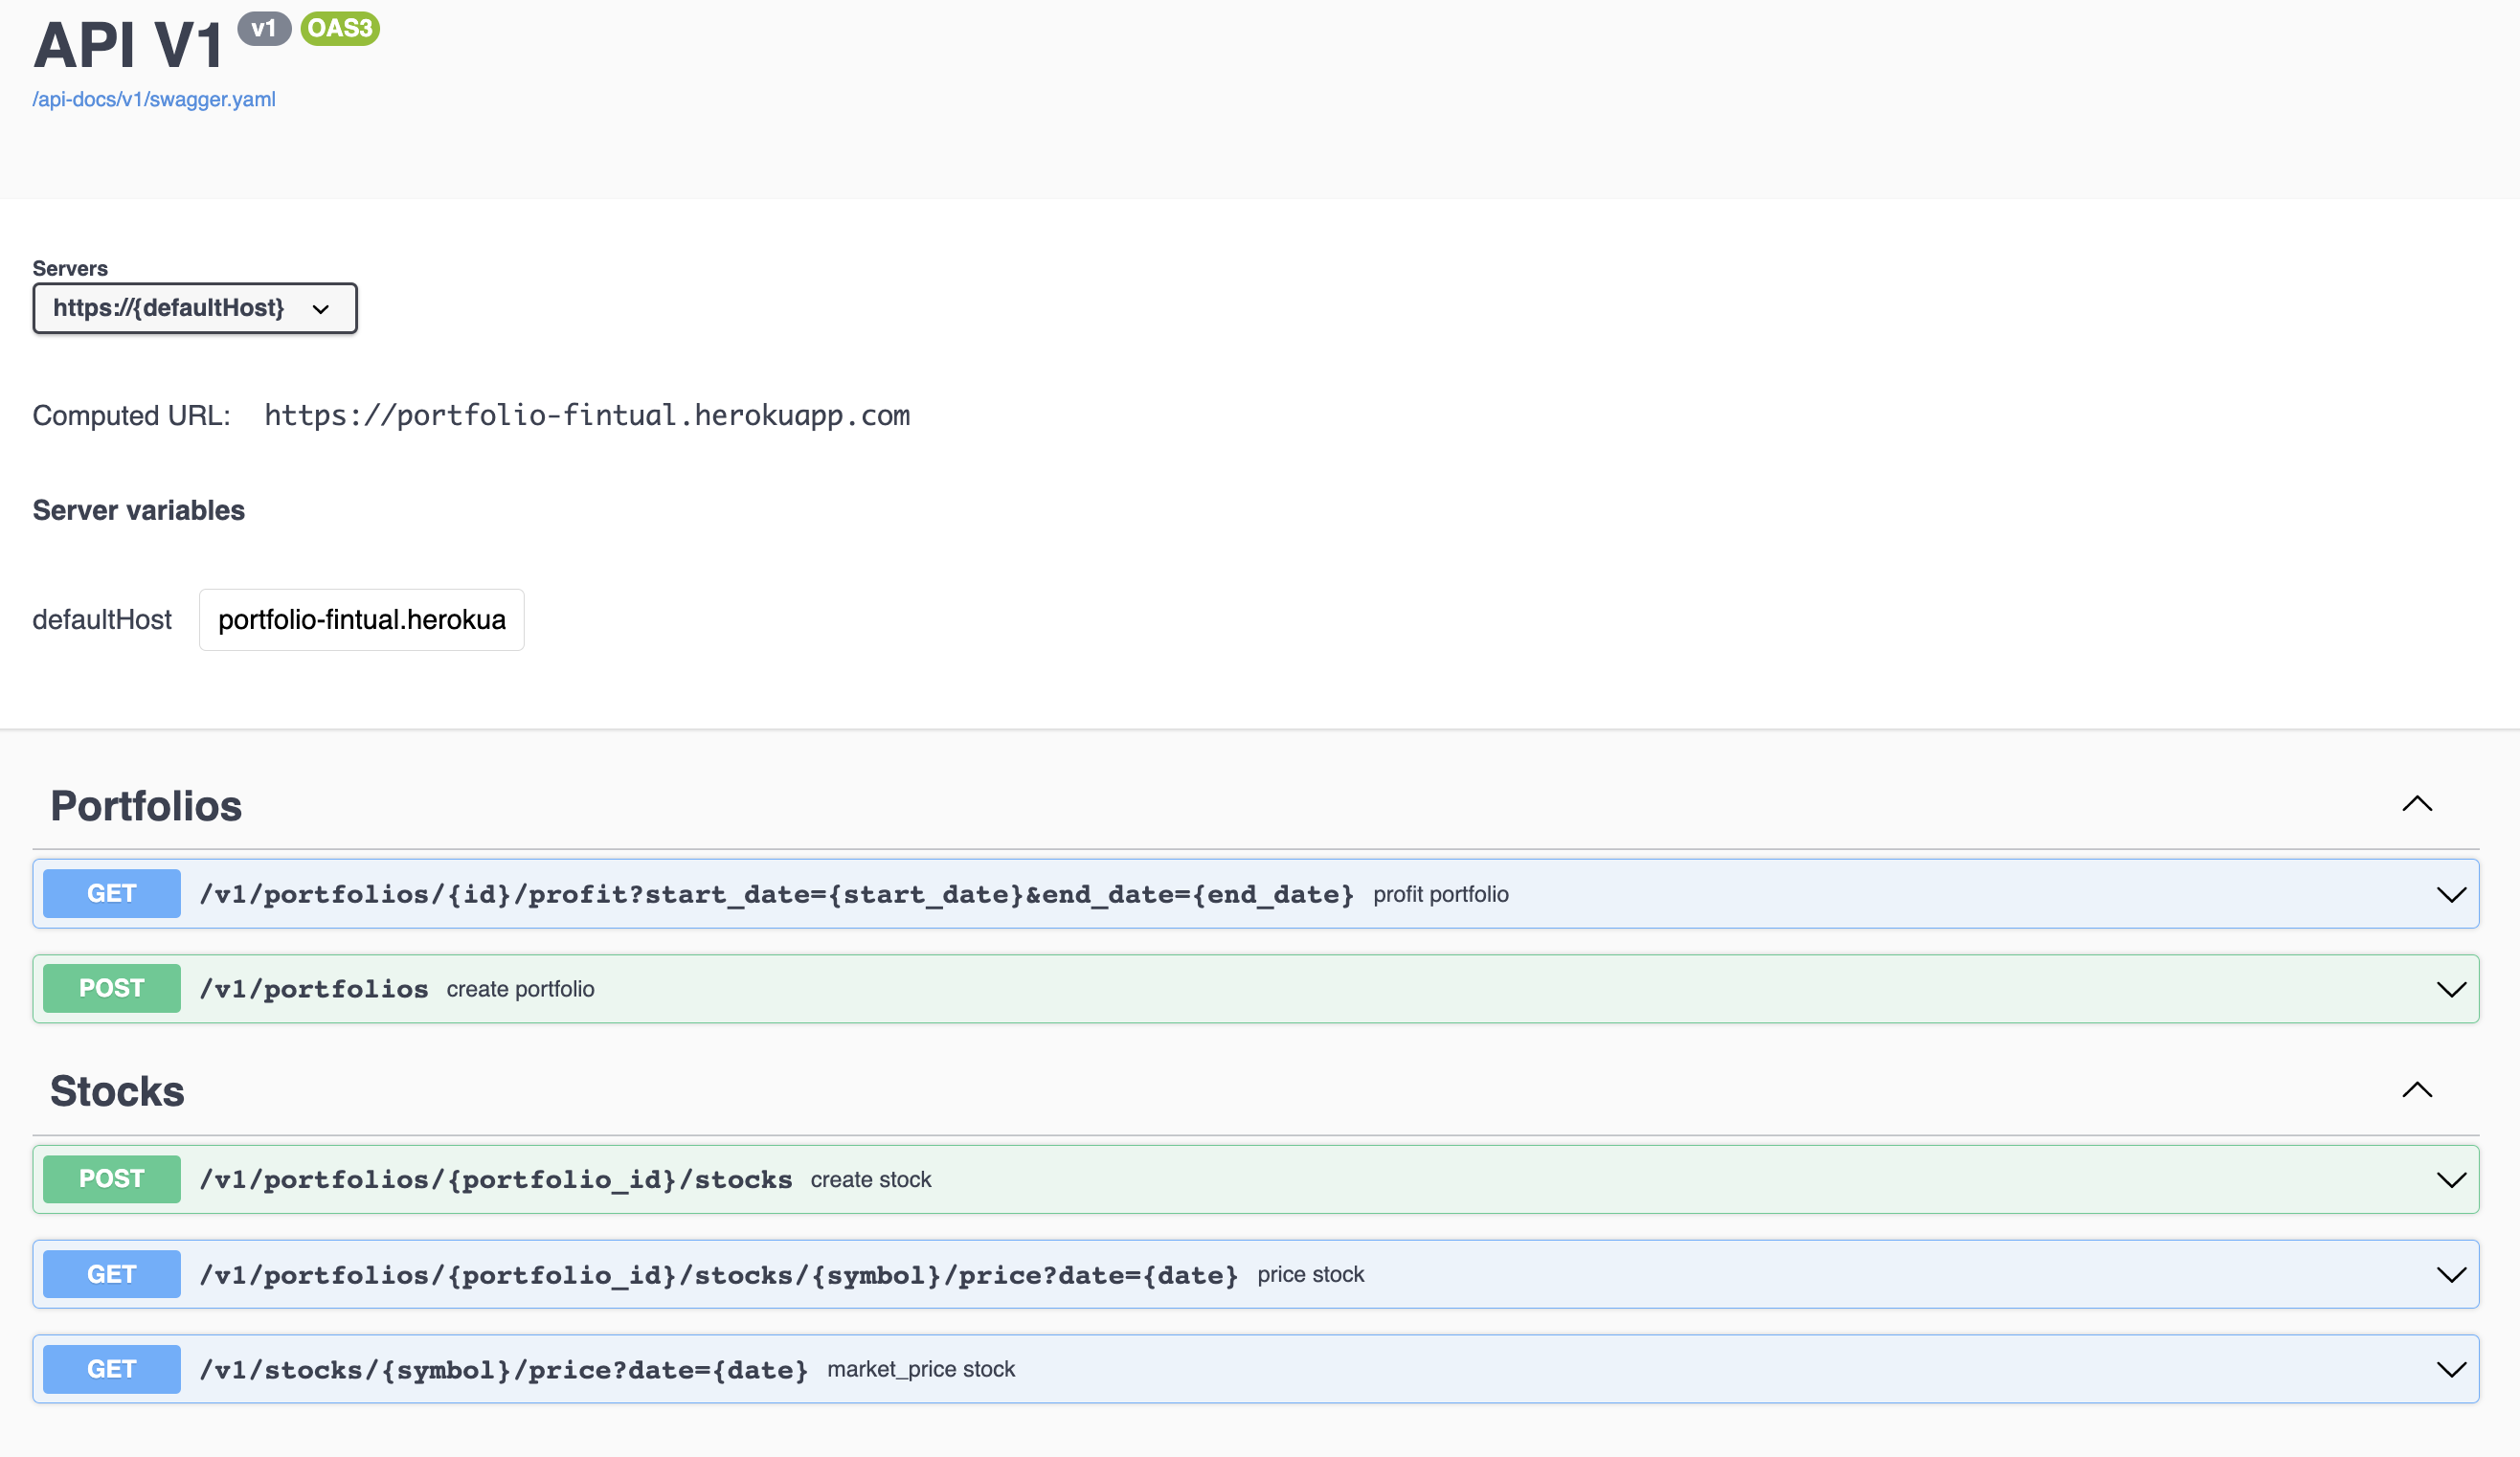 API V1 v1 OAS3
/api-docs/v1/swagger.yaml
Servers
https://{defaultHost}
Computed URL: https://portfolio-fintual.herokuapp.com
Server variables
defaultHost portfolio-fintual.herokua
Portfolios
GET /v1/portfolios/{id}/profit?start_date={start_date}&end_date={end_date} profit portfolio
POST /v1/portfolios create portfolio
Stocks
POST /v1/portfolios/{portfolio_id}/stocks create stock
GET /v1/portfolios/{portfolio_id}/stocks/{symbol}/price?date={date} price stock
GET /v1/stocks/{symbol}/price?date={date} market_price stock